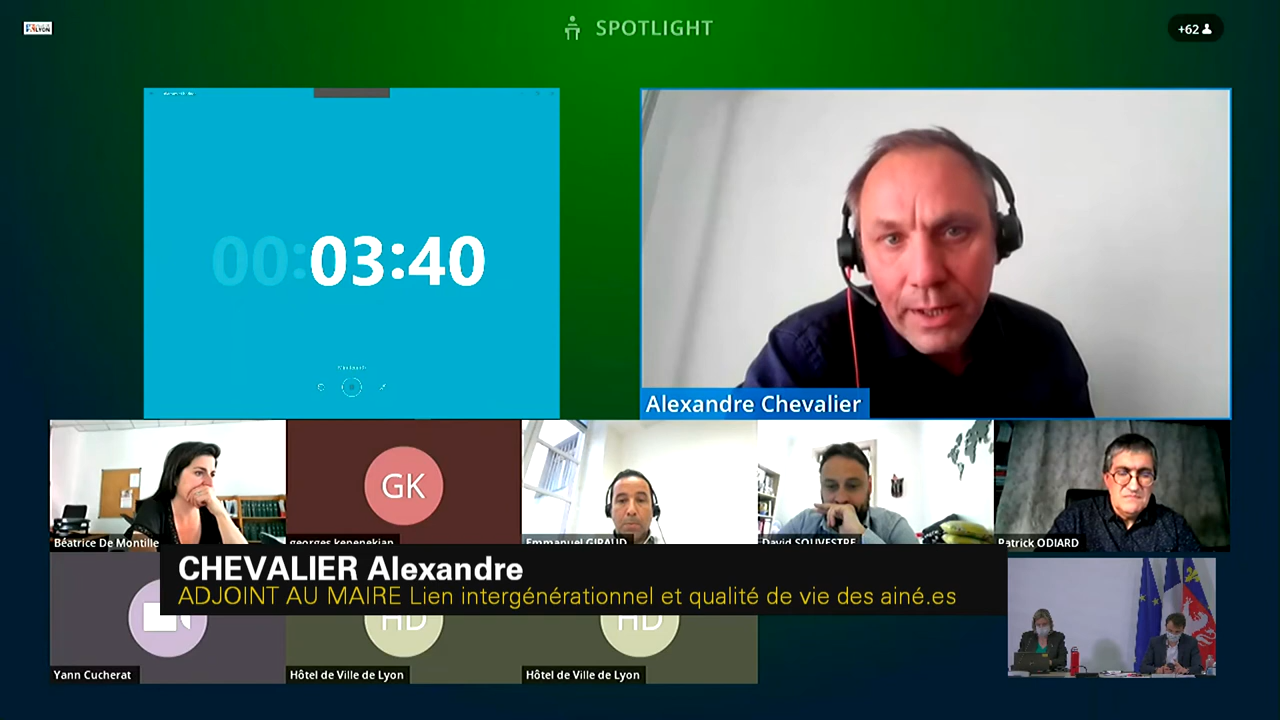 LYON
SPOTLIGHT
+62
00:03:40
Alexandre Chevalier
GK
Béatrice De Montille
georges kepenekian
Emmanuel GIRAUD
David SOUVESTRE
Patrick ODIARD
CHEVALIER Alexandre
ADJOINT AU MAIRE Lien intergénérationnel et qualité de vie des ainé.es
HD
HD
Yann Cucherat
Hôtel de Ville de Lyon
Hôtel de Ville de Lyon